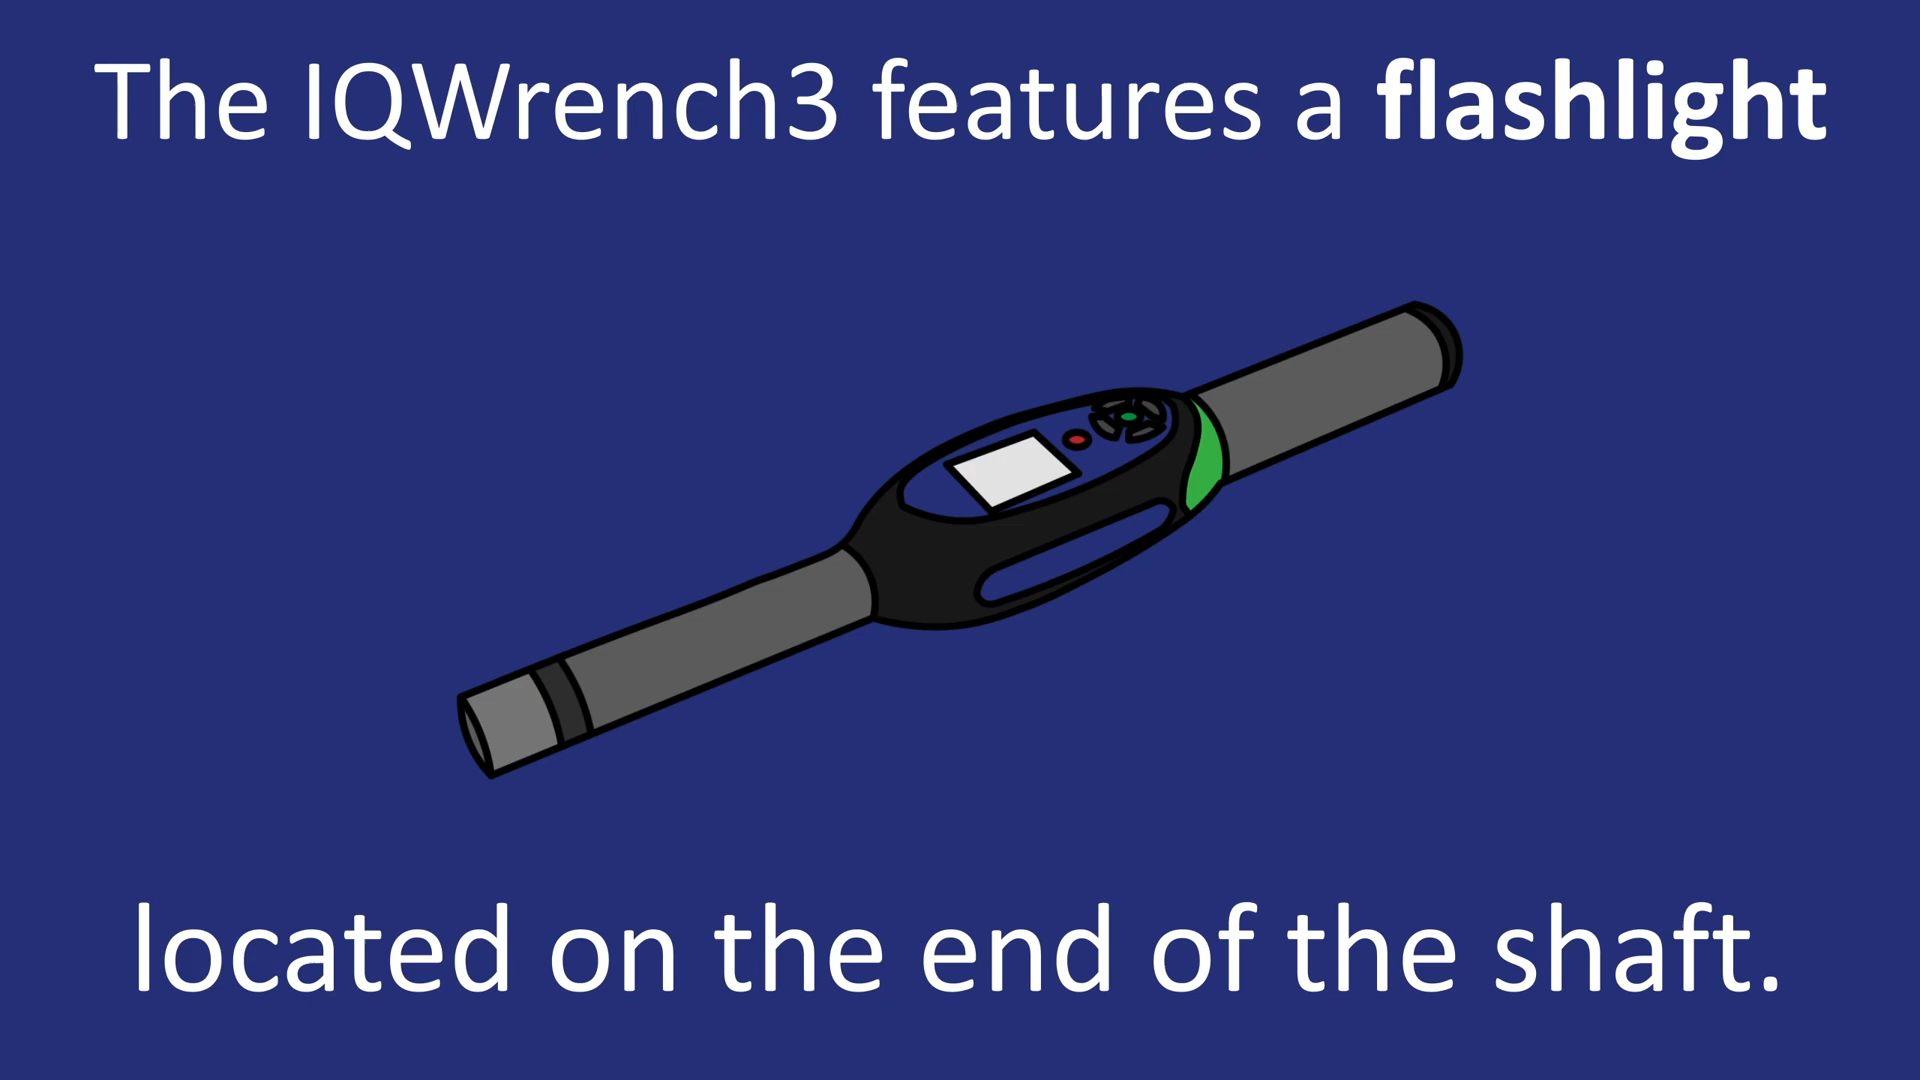 The IQWrench3 features a flashlight
located on the end of the shaft.